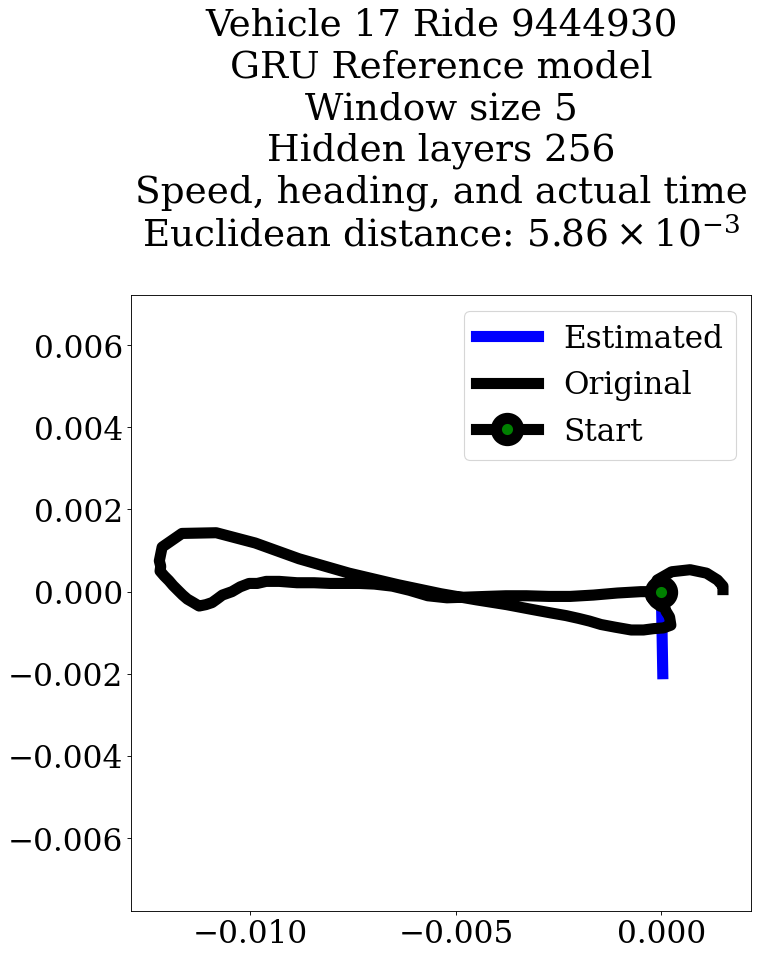 Vehicle 17 Ride 9444930
GRU Reference model
Window size 5
Hidden layers 256
Speed, heading, and actual time
Euclidean distance: 5.86 × 10⁻³
Estimated
Original
Start
0.006
0.004
0.002
0.000
−0.002
−0.004
−0.006
−0.010
−0.005
0.000